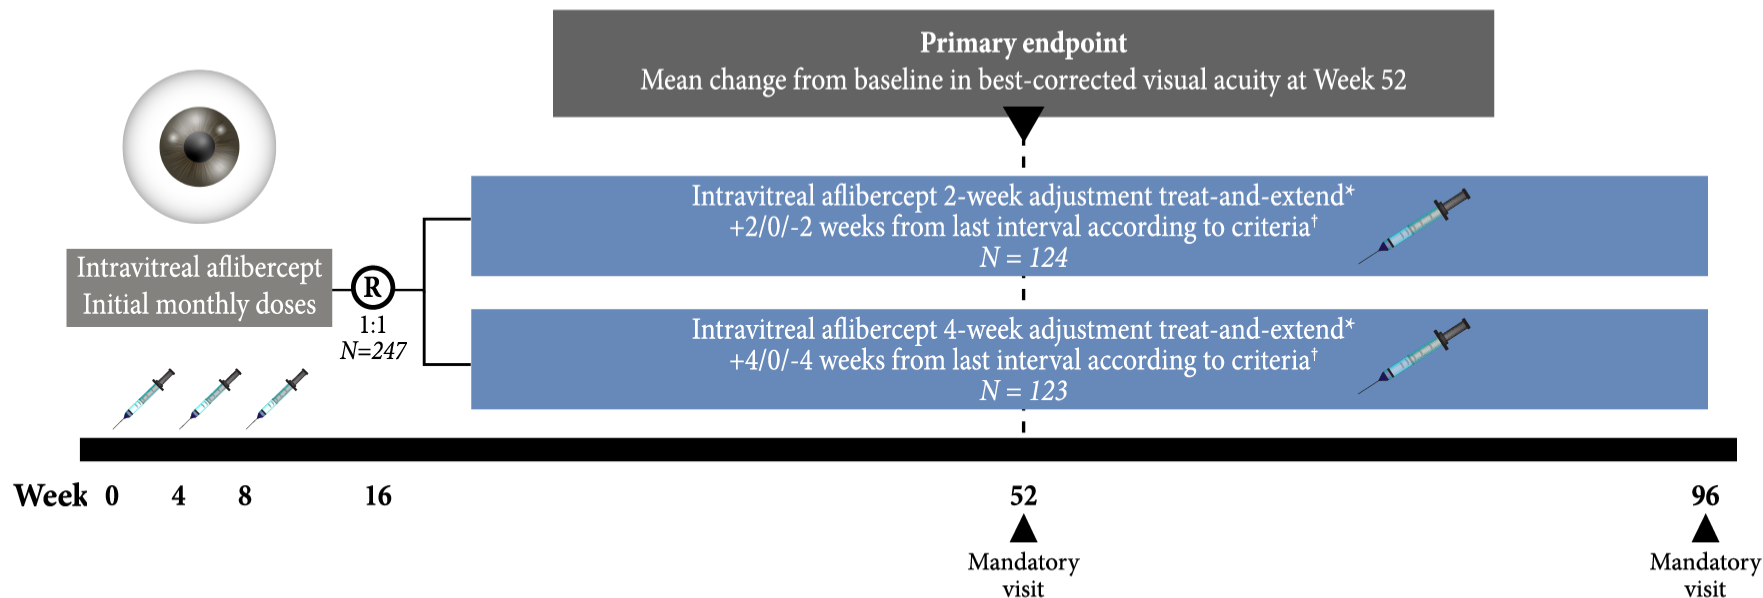 Primary endpoint
Mean change from baseline in best-corrected visual acuity at Week 52
Intravitreal aflibercept
Initial monthly doses
R
1:1
N=247
Intravitreal aflibercept 2-week adjustment treat-and-extend*
+2/0/-2 weeks from last interval according to criteria†
N = 124
Intravitreal aflibercept 4-week adjustment treat-and-extend*
+4/0/-4 weeks from last interval according to criteria†
N = 123
Week 0 4 8 16 52 96
Mandatory
visit
Mandatory
visit